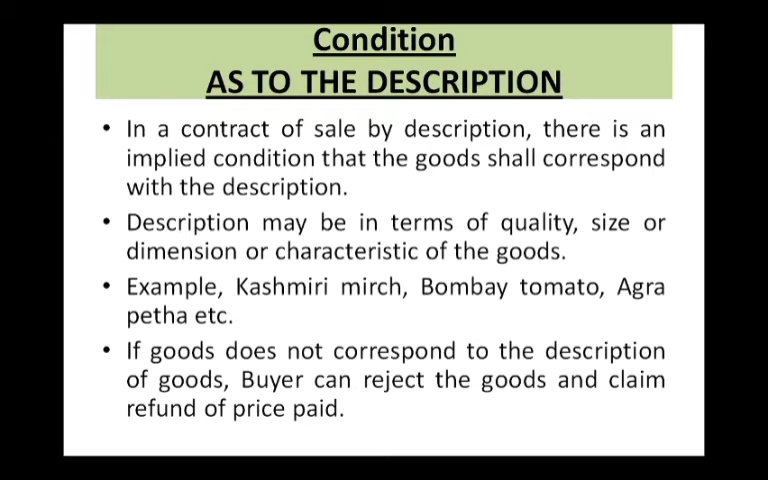 Condition
AS TO THE DESCRIPTION
• In a contract of sale by description, there is an
implied condition that the goods shall correspond
with the description.
• Description may be in terms of quality, size or
dimension or characteristic of the goods.
• Example, Kashmiri mirch, Bombay tomato, Agra
petha etc.
• If goods does not correspond to the description
of goods, Buyer can reject the goods and claim
refund of price paid.